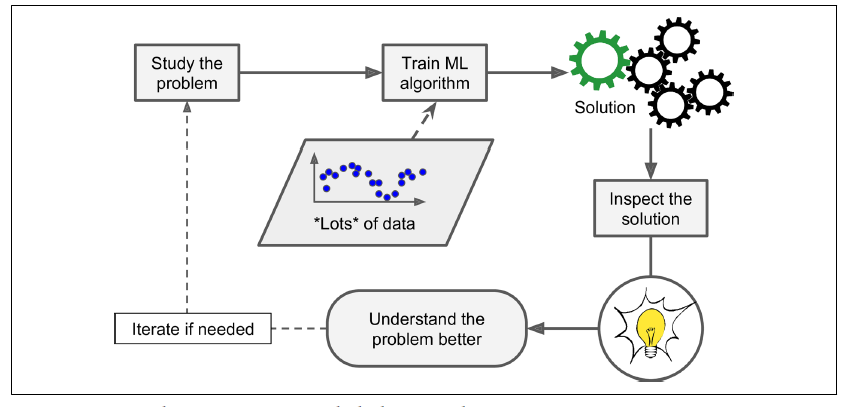 Study the
problem
Train ML
algorithm
Solution
*Lots* of data
Inspect the
solution
Understand the
problem better
Iterate if needed